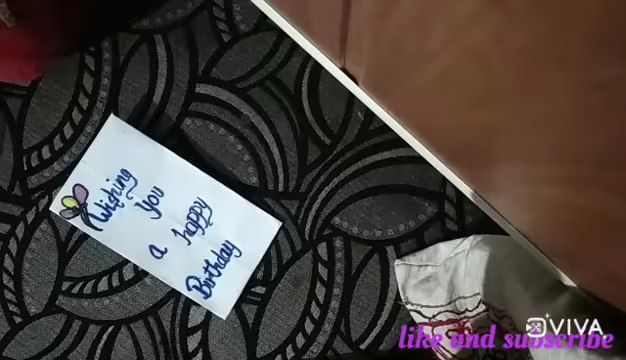 Wishing
you
a happy
Birthday
VIVA
like and subscribe